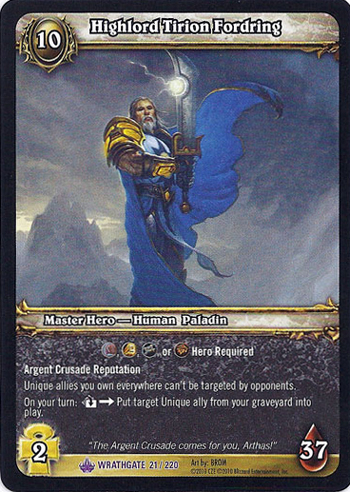 10
Highlord Tirion Fordring
Master Hero — Human Paladin
or Hero Required
Argent Crusade Reputation
Unique allies you own everywhere can't be targeted by opponents.
On your turn: Put target Unique ally from your graveyard into
play.
2
"The Argent Crusade comes for you, Arthas!"
37
WRATHGATE 21/220
Art by: BROM